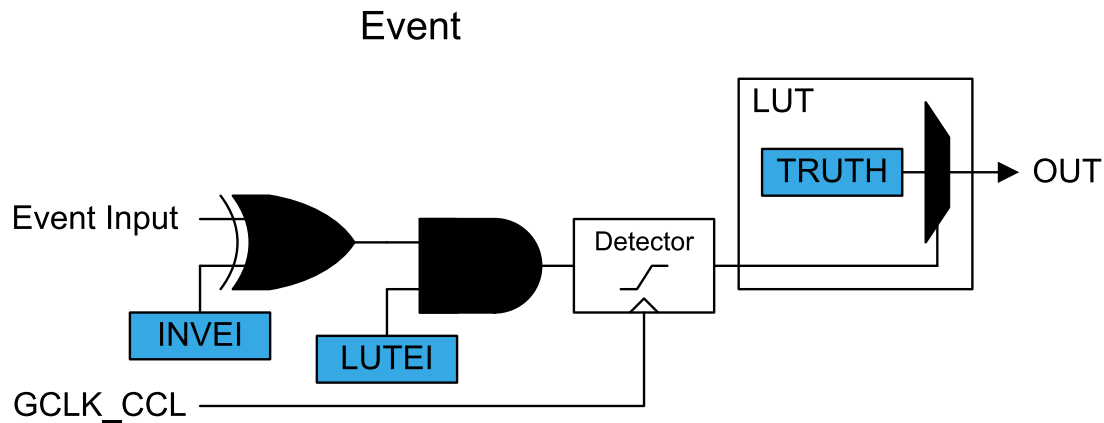 Event
LUT
TRUTH
OUT
Event Input
Detector
INVEI
LUTEI
GCLK_CCL